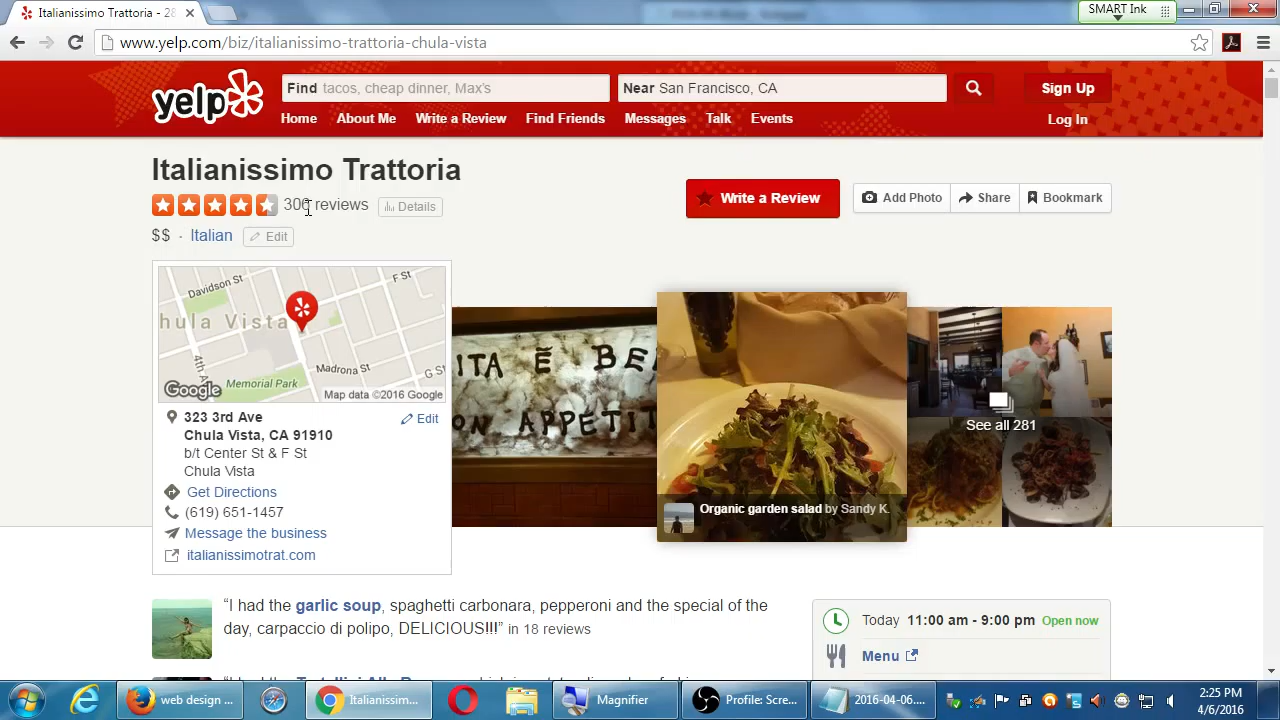 Italianissimo Trattoria - 28
SMART Ink
www.yelp.com/biz/italianissimo-trattoria-chula-vista
yelp
Find tacos, cheap dinner, Max's
Near San Francisco, CA
Sign Up
Home About Me Write a Review Find Friends Messages Talk Events
Log In
Italianissimo Trattoria
300 reviews Details
Write a Review
Add Photo Share Bookmark
$$ · Italian Edit
Davidson St
F St
hula Vista
4th A
Madrona St
G S
Memorial Park
Google
Map data ©2016 Google
ITA È BE
ON APPETI
323 3rd Ave
Edit
Chula Vista, CA 91910
b/t Center St & F St
Chula Vista
Get Directions
(619) 651-1457
Message the business
italianissimotrat.com
See all 281
Organic garden salad by Sandy K.
“I had the garlic soup, spaghetti carbonara, pepperoni and the special of the
day, carpaccio di polipo, DELICIOUS!!!” in 18 reviews
Today 11:00 am - 9:00 pm Open now
Menu
web design ...
Italianissim...
Magnifier
Profile: Scre...
2016-04-06....
2:25 PM
4/6/2016